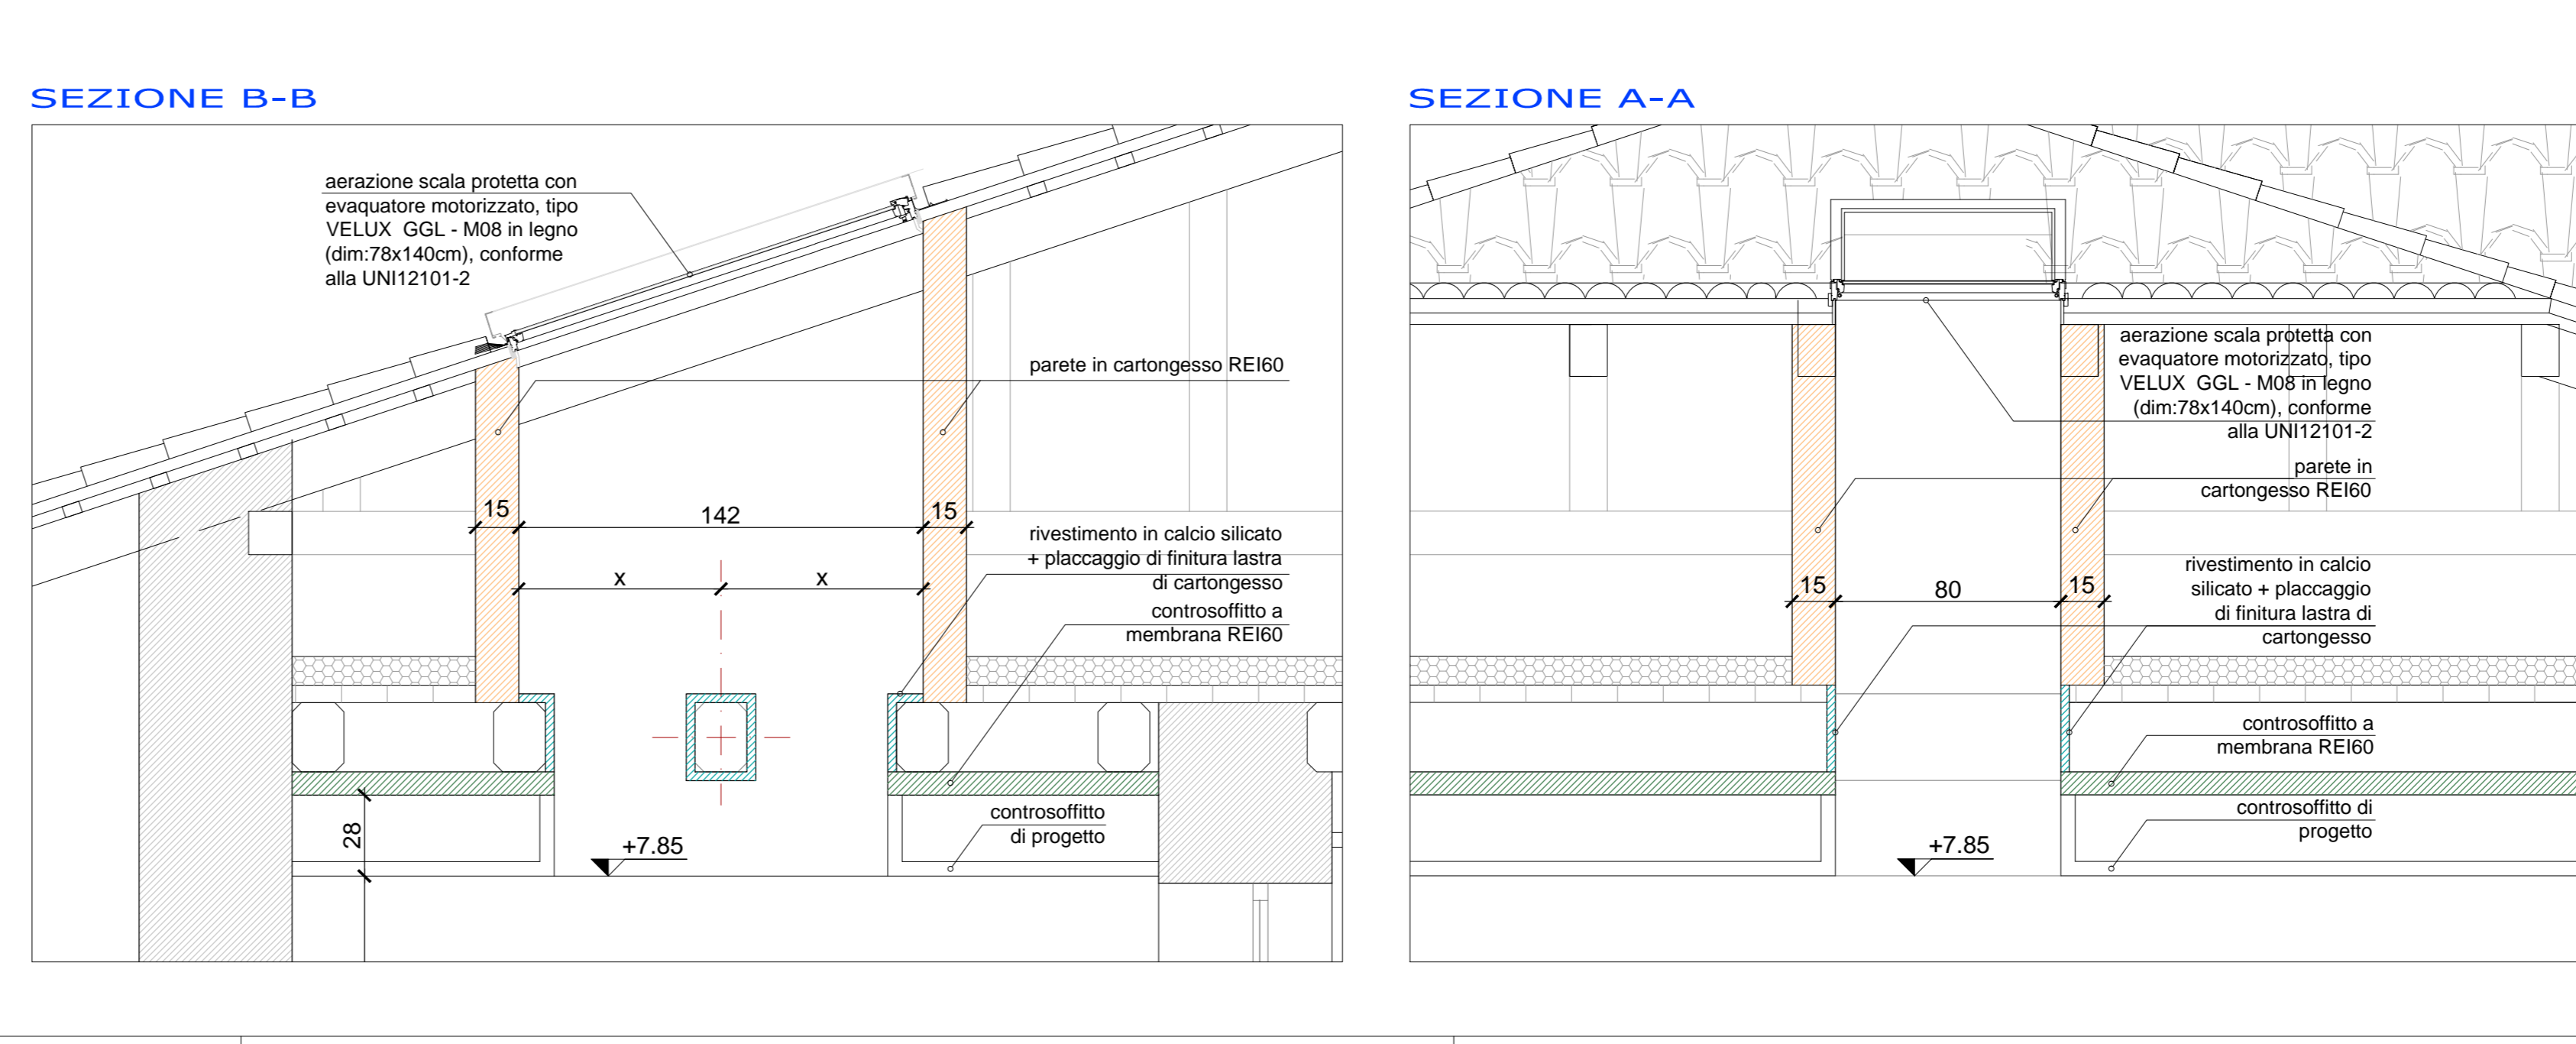 SEZIONE B-B
aerazione scala protetta con
evaquatore motorizzato, tipo
VELUX GGL - M08 in legno
(dim:78x140cm), conforme
alla UNI12101-2
parete in cartongesso REI60
15
142
15
rivestimento in calcio silicato
+ placcaggio di finitura lastra
di cartongesso
x
x
controsoffitto a
membrana REI60
controsoffitto
di progetto
28
+7.85
SEZIONE A-A
aerazione scala protetta con
evaquatore motorizzato, tipo
VELUX GGL - M08 in legno
(dim:78x140cm), conforme
alla UNI12101-2
parete in
cartongesso REI60
rivestimento in calcio
silicato + placcaggio
di finitura lastra di
cartongesso
15
80
15
controsoffitto a
membrana REI60
controsoffitto di
progetto
+7.85